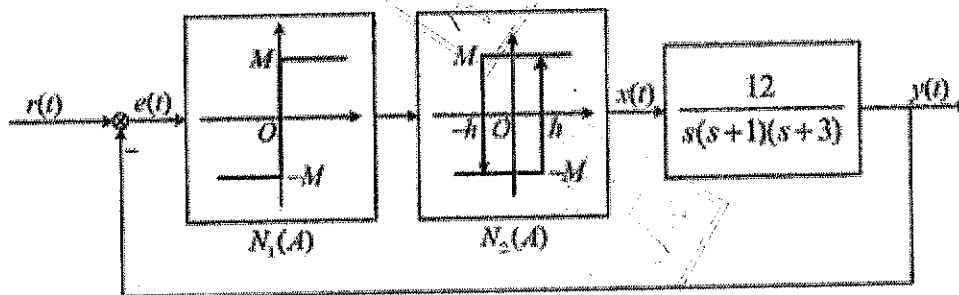 M
O
-M
N₁(A)
M
-h O h
-M
N₂(A)
r(t)
e(t)
x(t)
12
s(s+1)(s+3)
y(t)
-